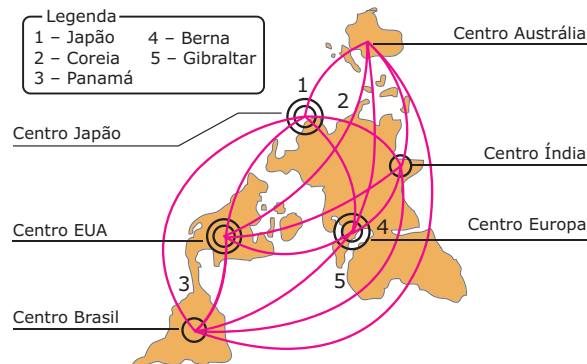 Legenda
1 – Japão 4 – Berna
2 – Coreia 5 – Gibraltar
3 – Panamá
Centro Austrália
1
2
Centro Japão
Centro Índia
Centro EUA
4
Centro Europa
3
5
Centro Brasil